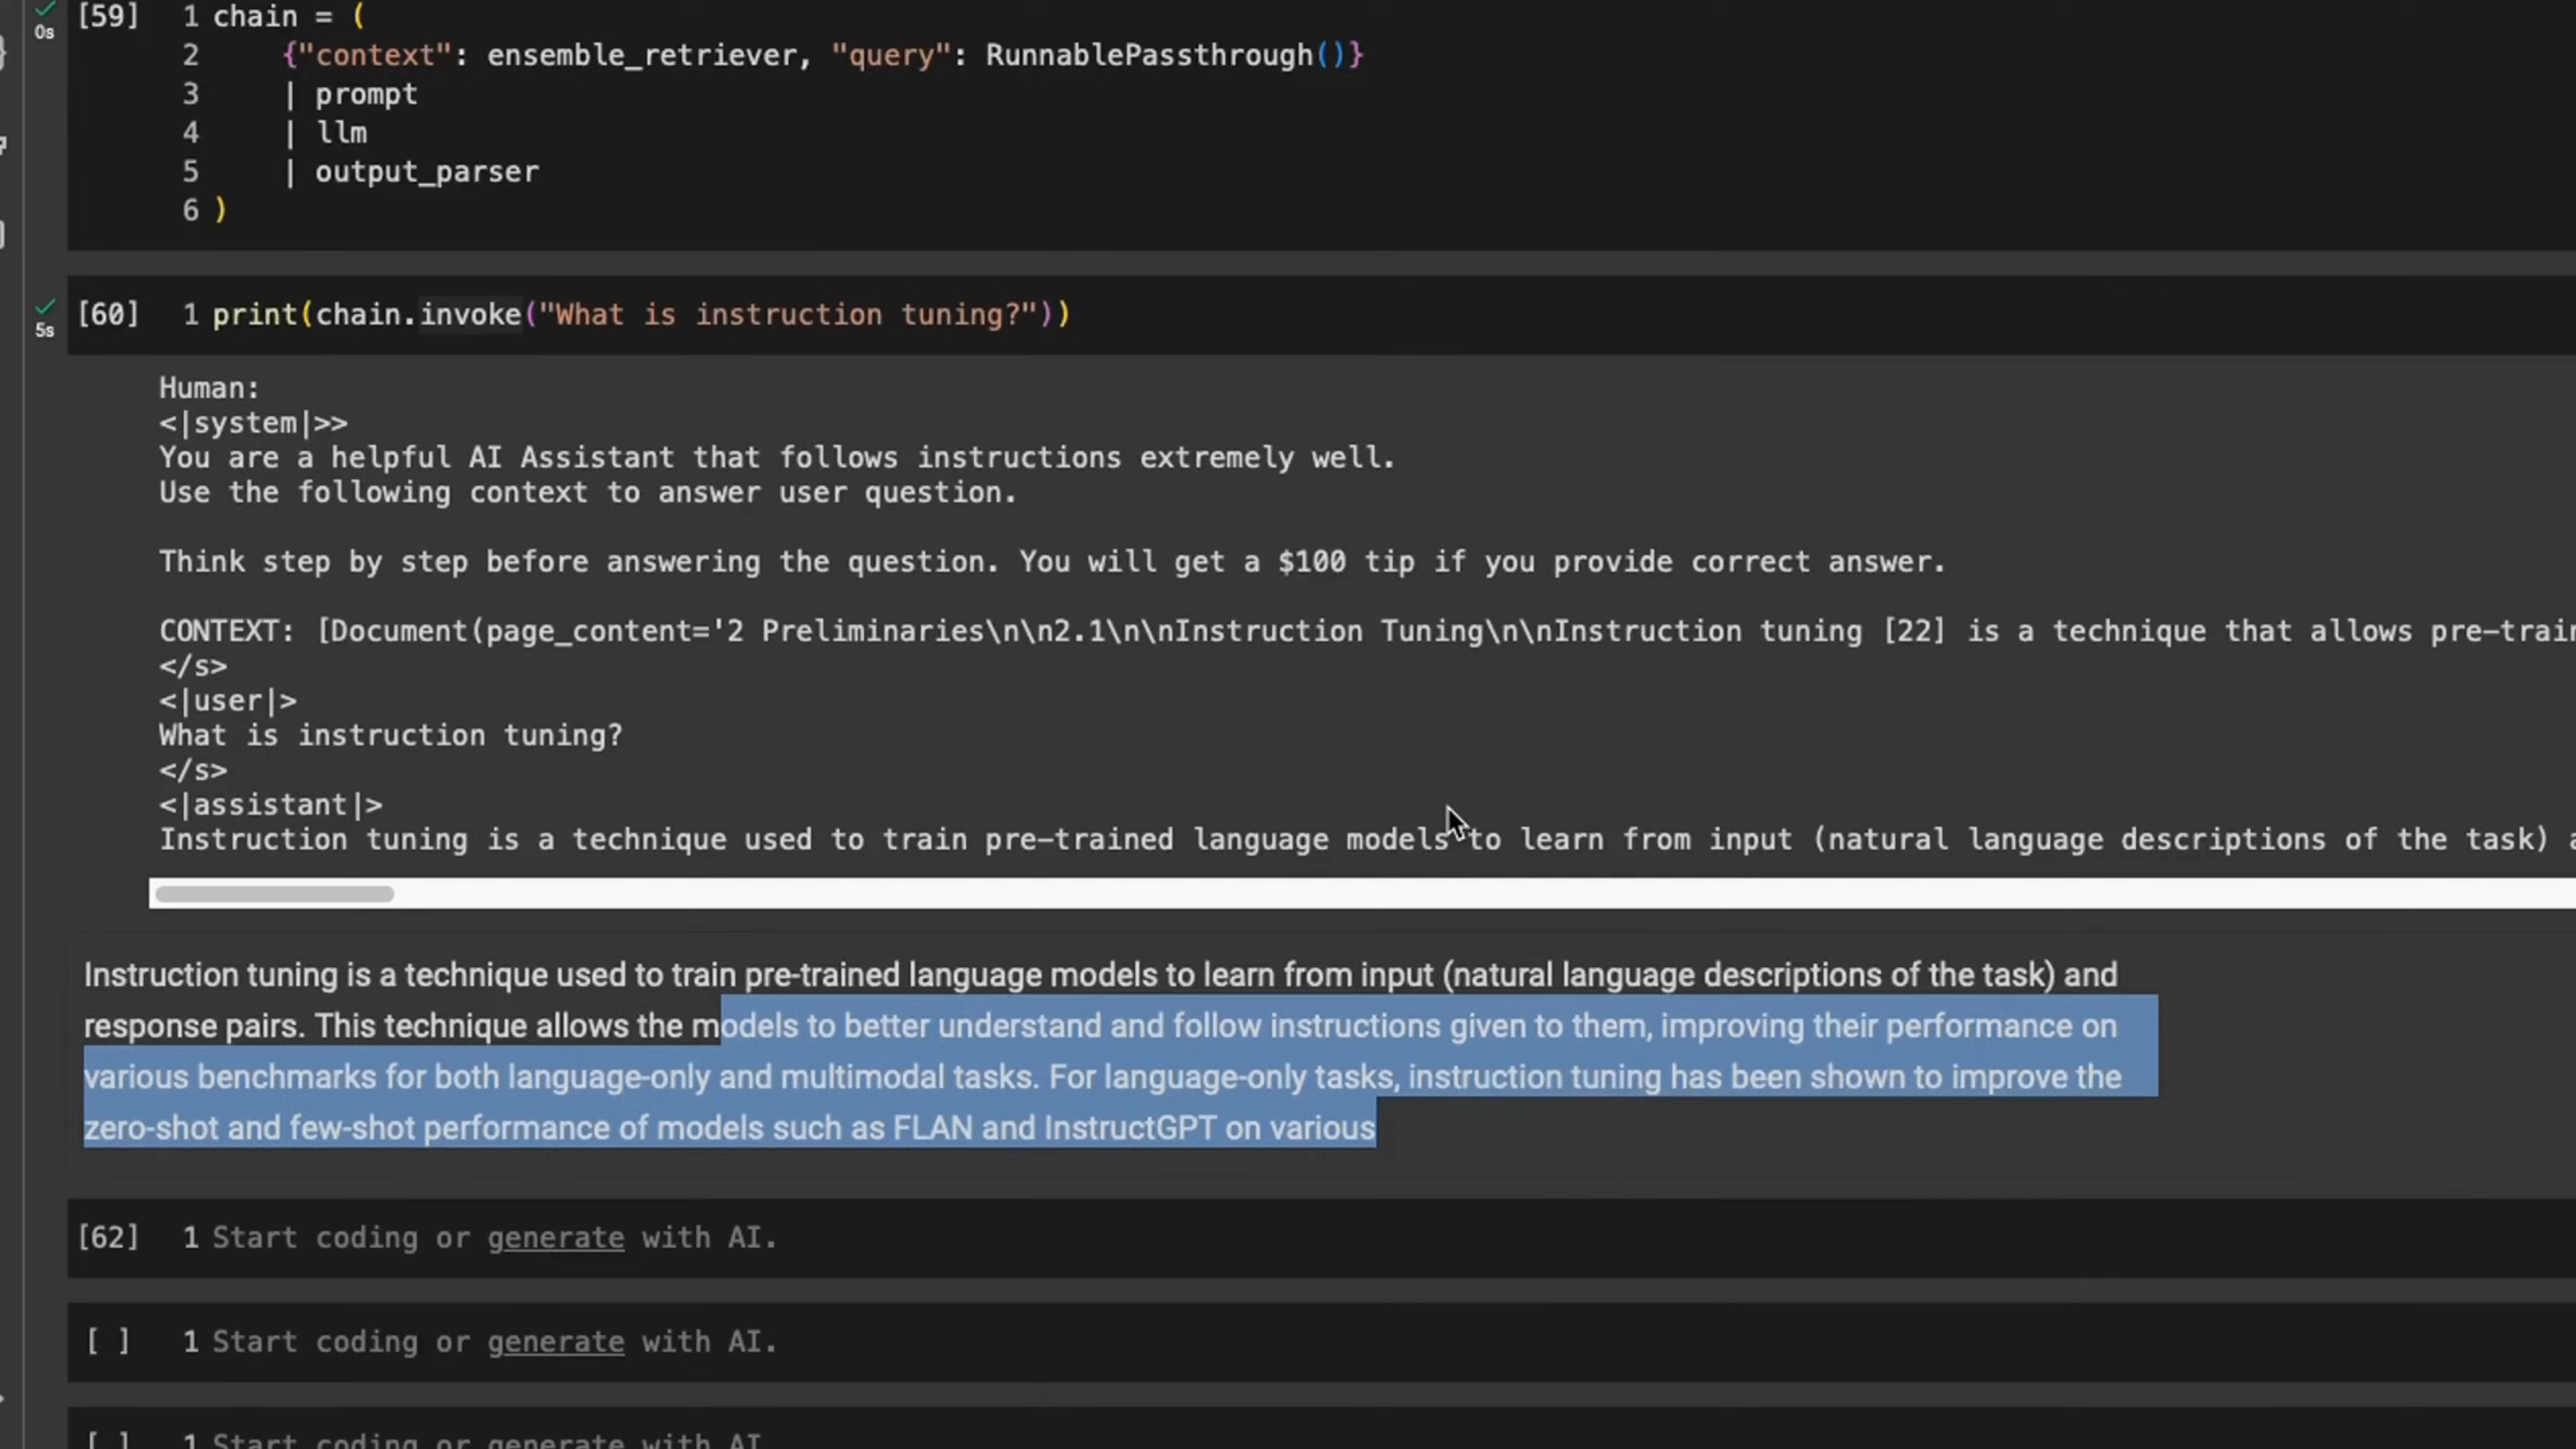 0s
[59]
1 chain = (
2     {"context": ensemble_retriever, "query": RunnablePassthrough()}
3     | prompt
4     | llm
5     | output_parser
6 )
5s
[60]
1 print(chain.invoke("What is instruction tuning?"))
Human:
<|system|>>
You are a helpful AI Assistant that follows instructions extremely well.
Use the following context to answer user question.
Think step by step before answering the question. You will get a $100 tip if you provide correct answer.
CONTEXT: [Document(page_content='2 Preliminaries\n\n2.1\n\nInstruction Tuning\n\nInstruction tuning [22] is a technique that allows pre-train
</s>
<|user|>
What is instruction tuning?
</s>
<|assistant|>
Instruction tuning is a technique used to train pre-trained language models to learn from input (natural language descriptions of the task)
Instruction tuning is a technique used to train pre-trained language models to learn from input (natural language descriptions of the task) and
response pairs. This technique allows the models to better understand and follow instructions given to them, improving their performance on
various benchmarks for both language-only and multimodal tasks. For language-only tasks, instruction tuning has been shown to improve the
zero-shot and few-shot performance of models such as FLAN and InstructGPT on various
[62]
1 Start coding or generate with AI.
[ ]
1 Start coding or generate with AI.
[ ]
1 Start coding or generate with AI.